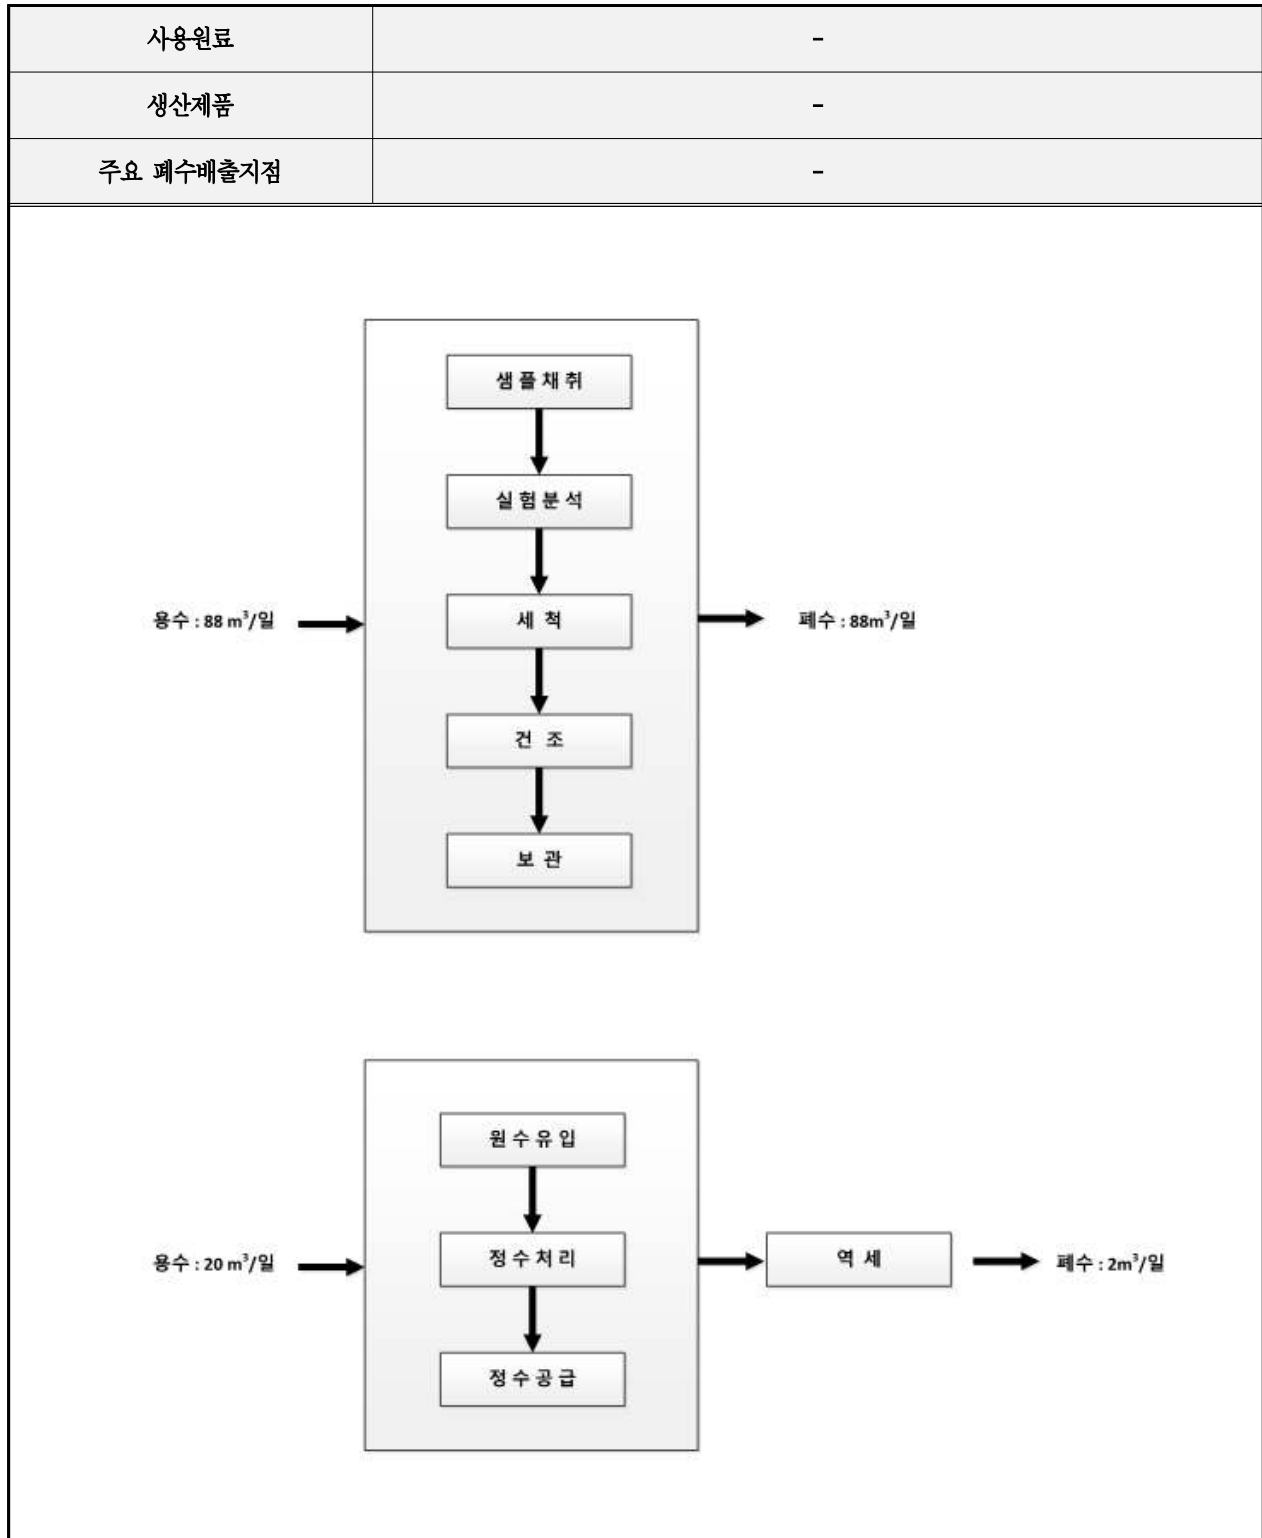 사용원료 -
생산제품 -
주요 폐수배출지점 -
샘플채취
실험분석
용수 : 88 m³/일
세척
폐수 : 88m³/일
건조
보관
원수유입
용수 : 20 m³/일
정수처리
역세
폐수 : 2m³/일
정수공급